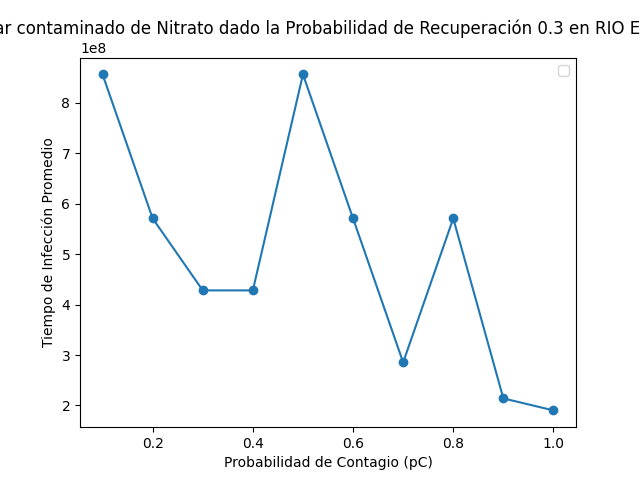 ar contaminado de Nitrato dado la Probabilidad de Recuperación 0.3 en RIO E
1e8
8
7
6
5
4
3
2
Tiempo de Infección Promedio
0.2 0.4 0.6 0.8 1.0
Probabilidad de Contagio (pC)